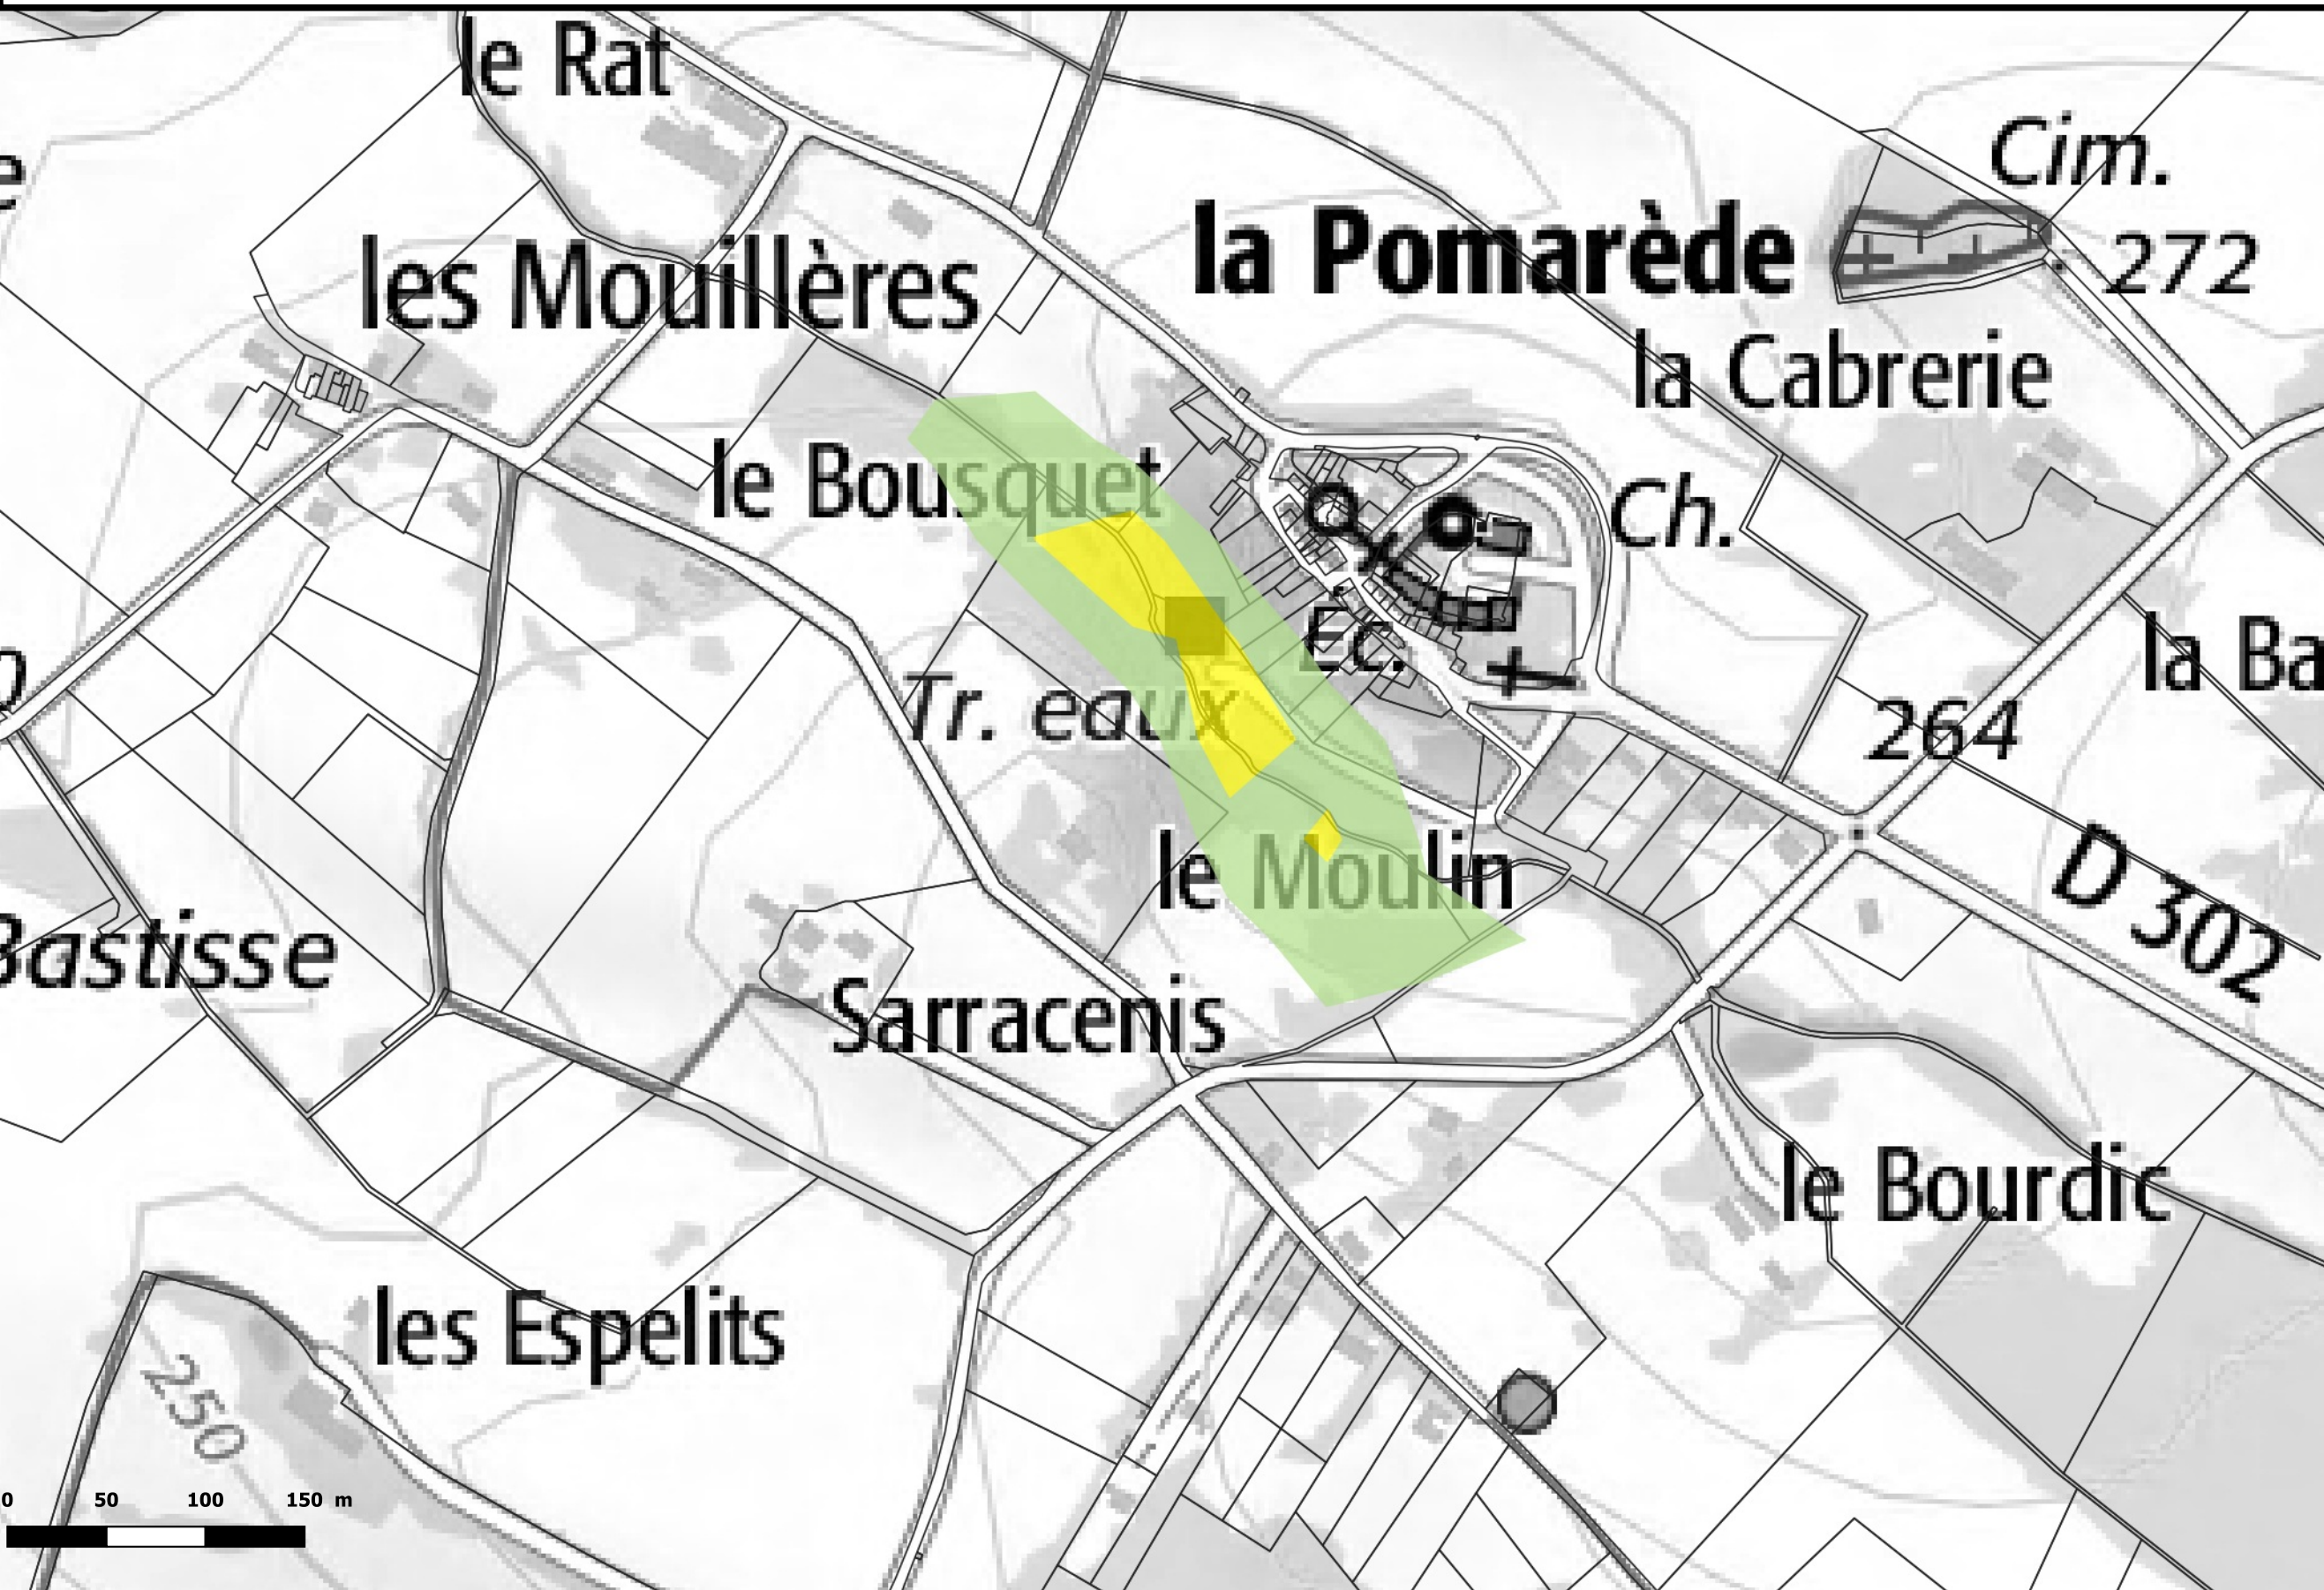 le Rat
Cim.
la Pomarède
272
les Mouillères
la Cabrerie
le Bousquet
Ch.
Ec.
la Ba
Tr. eaux
264
le Moulin
D 302
Bastisse
Sarracenis
le Bourdic
les Espelits
250
0 50 100 150 m